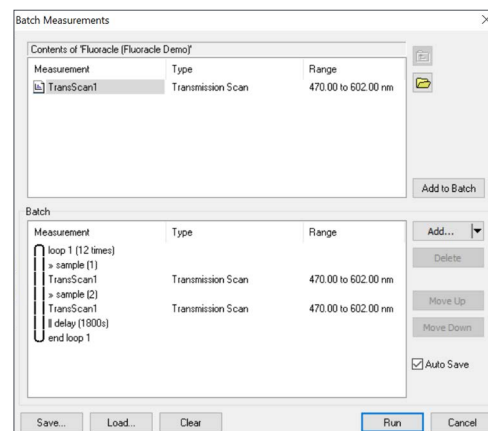 Batch Measurements
Contents of 'Fluoracle (Fluoracle Demo)'
Measurement Type Range
TransScan1 Transmission Scan 470.00 to 602.00 nm
Add to Batch
Batch
Measurement Type Range
loop 1 (12 times)
» sample (1)
TransScan1 Transmission Scan 470.00 to 602.00 nm
» sample (2)
TransScan1 Transmission Scan 470.00 to 602.00 nm
|| delay (1800s)
end loop 1
Add...
Delete
Move Up
Move Down
Auto Save
Save... Load... Clear Run Cancel